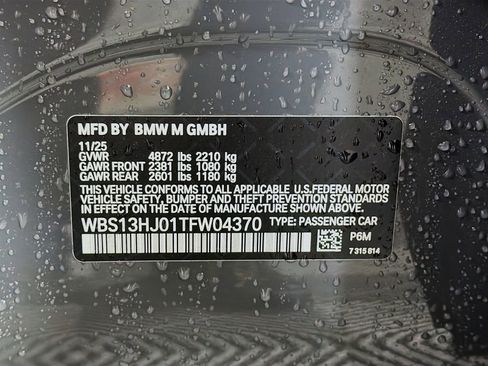 MFD BY BMW M GMBH
11/25
GVWR 4872 lbs 2210 kg
GAWR FRONT 2381 lbs 1080 kg
GAWR REAR 2601 lbs 1180 kg
THIS VEHICLE CONFORMS TO ALL APPLICABLE U.S.FEDERAL MOTOR
VEHICLE SAFETY, BUMPER AND THEFT PREVENTION STANDARDS
IN EFFECT ON THE DATE OF MANUFACTURE SHOWN ABOVE.
WBS13HJ01TFW04370 TYPE: PASSENGER CAR
P6M
7 315 814